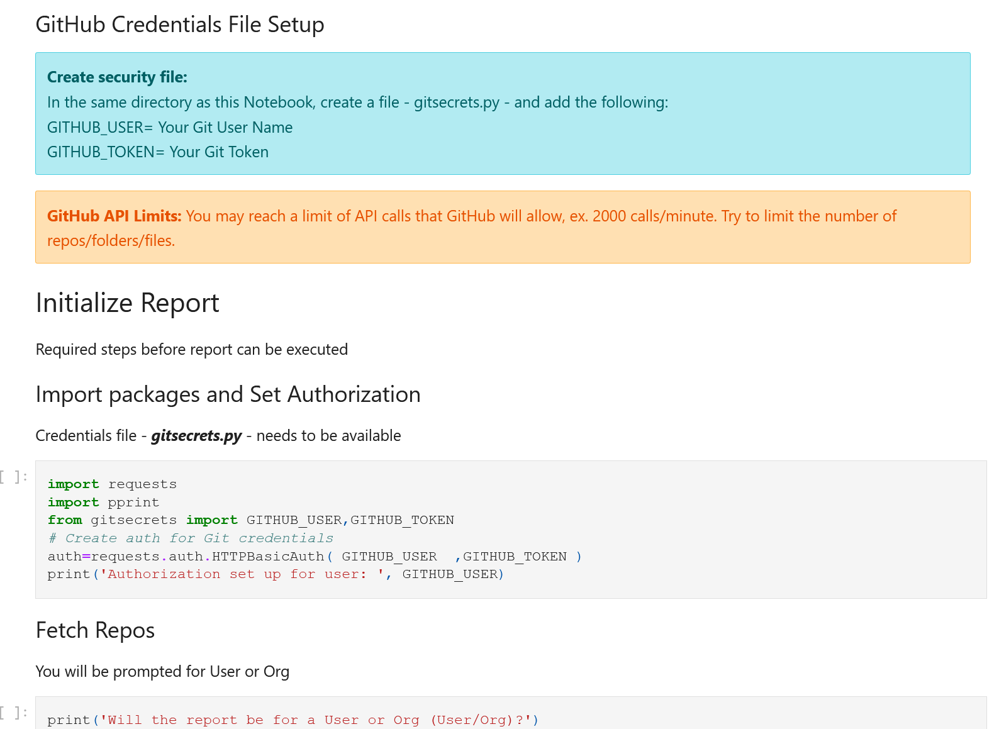 GitHub Credentials File Setup
Create security file:
In the same directory as this Notebook, create a file - gitsecrets.py - and add the following:
GITHUB_USER= Your Git User Name
GITHUB_TOKEN= Your Git Token
GitHub API Limits: You may reach a limit of API calls that GitHub will allow, ex. 2000 calls/minute. Try to limit the number of
repos/folders/files.
Initialize Report
Required steps before report can be executed
Import packages and Set Authorization
Credentials file - gitsecrets.py - needs to be available
[ ]:
import requests
import pprint
from gitsecrets import GITHUB_USER,GITHUB_TOKEN
# Create auth for Git credentials
auth=requests.auth.HTTPBasicAuth( GITHUB_USER  ,GITHUB_TOKEN )
print('Authorization set up for user: ', GITHUB_USER)
Fetch Repos
You will be prompted for User or Org
[ ]:
print('Will the report be for a User or Org (User/Org)?')